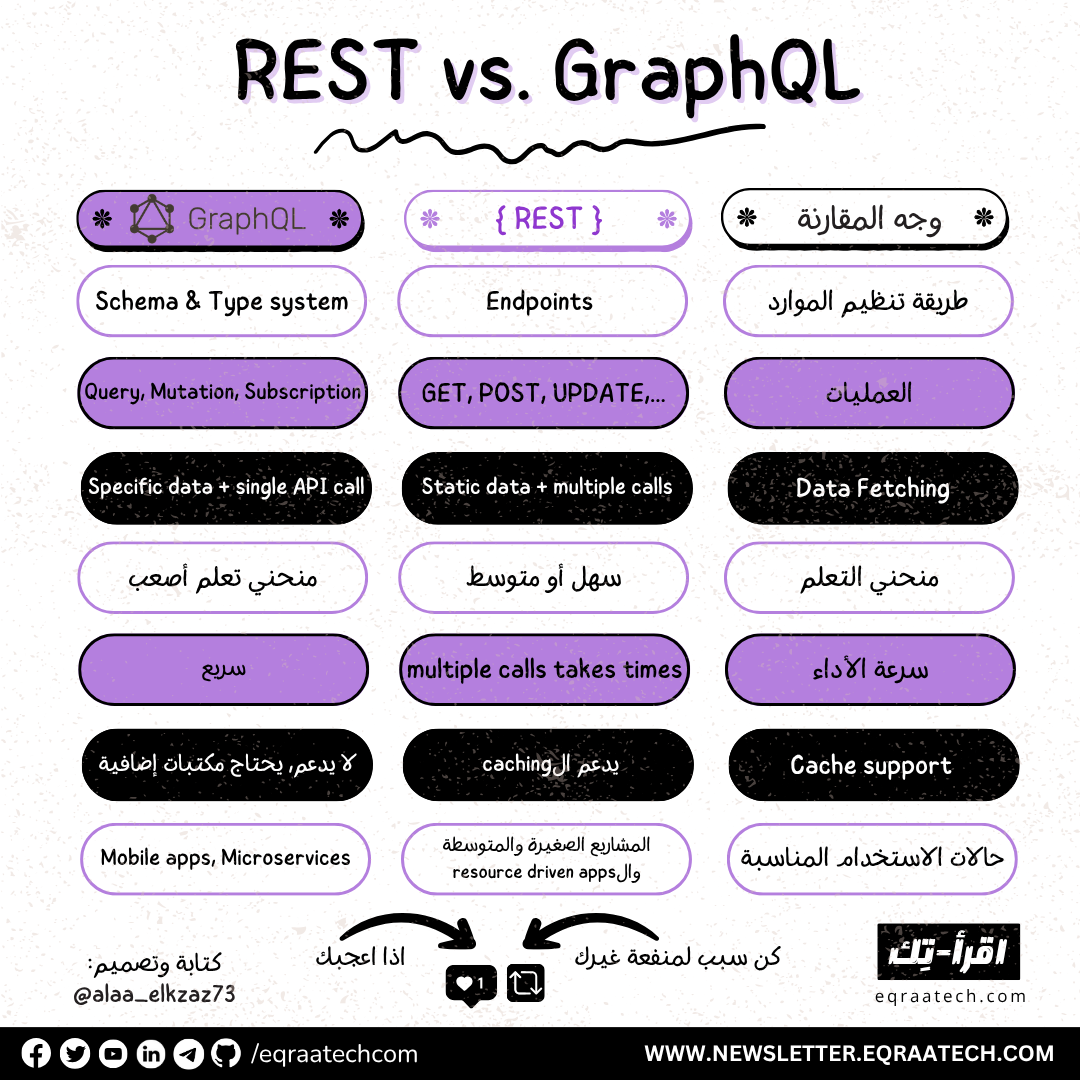 REST vs. GraphQL
وجه المقارنة
{ REST }
GraphQL
طريقة تنظيم الموارد
Endpoints
Schema & Type system
العمليات
GET, POST, UPDATE,...
Query, Mutation, Subscription
Data Fetching
Static data + multiple calls
Specific data + single API call
منحني التعلم
سهل أو متوسط
منحني تعلم أصعب
سرعة الأداء
multiple calls takes times
سريع
Cache support
يدعم الcaching
لا يدعم, يحتاج مكتبات إضافية
حالات الاستخدام المناسبة
المشاريع الصغيرة والمتوسطة
والresource driven apps
Mobile apps, Microservices
اقرأ-تِك
eqraatech.com
كن سبب لمنفعة غيرك
اذا اعجبك
1
كتابة وتصميم:
@alaa_elkzaz73
/eqraatechcom
WWW.NEWSLETTER.EQRAATECH.COM